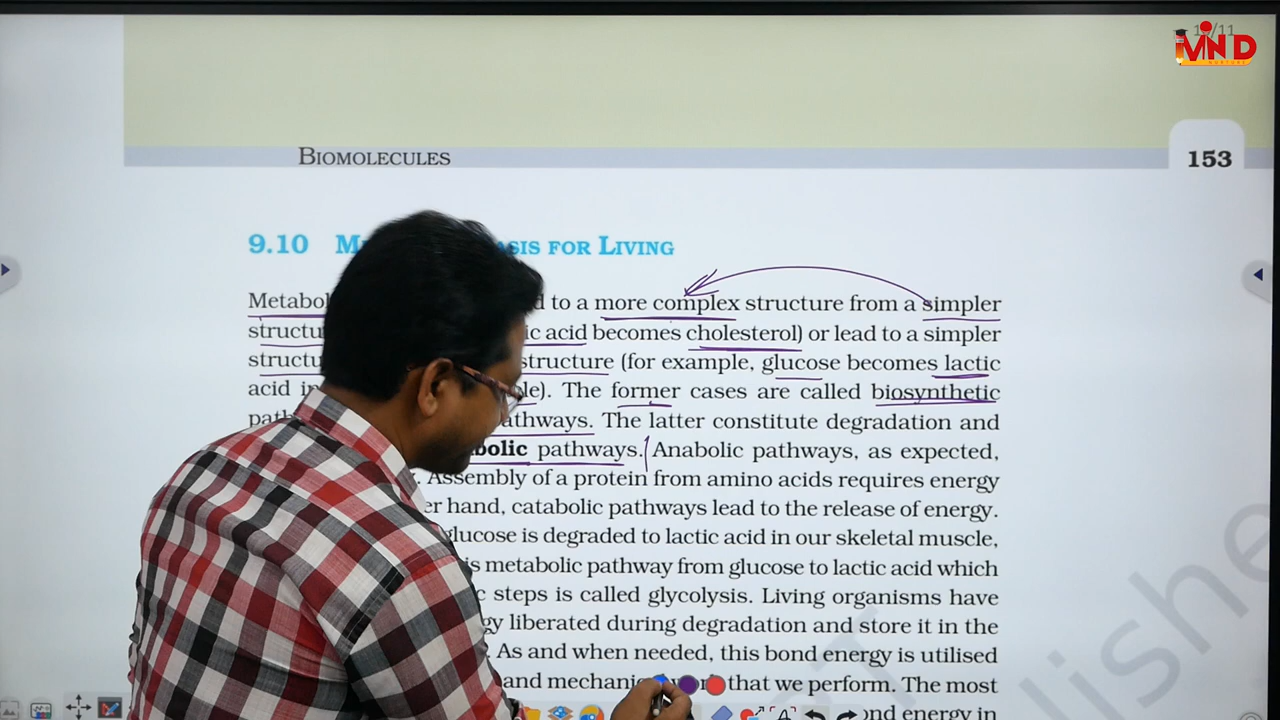 11/11
MIND
BIOMOLECULES
153
9.10 ASIS FOR LIVING
Metabol d to a more complex structure from a simpler
structu ic acid becomes cholesterol) or lead to a simpler
structu structure (for example, glucose becomes lactic
acid in le). The former cases are called biosynthetic
path athways. The latter constitute degradation and
bolic pathways. Anabolic pathways, as expected,
. Assembly of a protein from amino acids requires energy
er hand, catabolic pathways lead to the release of energy.
glucose is degraded to lactic acid in our skeletal muscle,
is metabolic pathway from glucose to lactic acid which
c steps is called glycolysis. Living organisms have
gy liberated during degradation and store it in the
. As and when needed, this bond energy is utilised
and mechanic that we perform. The most
ond energy in
lishe